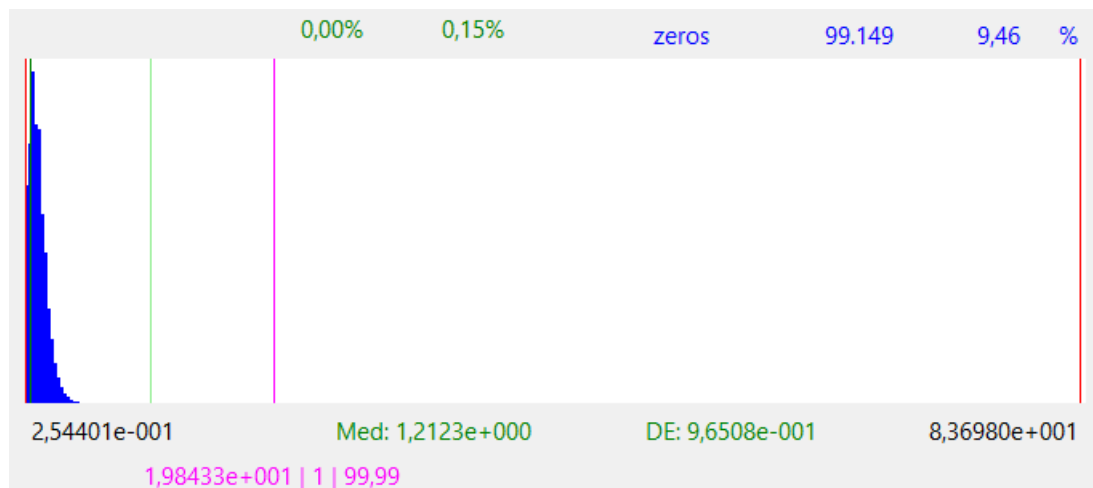 0,00% 0,15% zeros 99.149 9,46 %
2,54401e-001 Med: 1,2123e+000 DE: 9,6508e-001 8,36980e+001
1,98433e+001 | 1 | 99,99